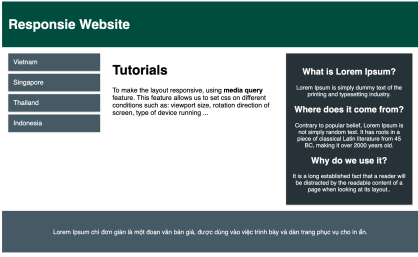 Responsie Website
Vietnam
Singapore
Thailand
Indonesia
Tutorials
To make the layout responsive, using media query
feature. This feature allows us to set css on different
conditions such as: viewport size, rotation direction of
screen, type of device running ...
What is Lorem Ipsum?
Lorem Ipsum is simply dummy text of the
printing and typesetting industry.
Where does it come from?
Contrary to popular belief, Lorem Ipsum is
not simply random text. It has roots in a
piece of classical Latin literature from 45
BC, making it over 2000 years old.
Why do we use it?
It is a long established fact that a reader will
be distracted by the readable content of a
page when looking at its layout..
Lorem Ipsum chỉ đơn giản là một đoạn văn bản giả, được dùng vào việc trình bày và dàn trang phục vụ cho in ấn.